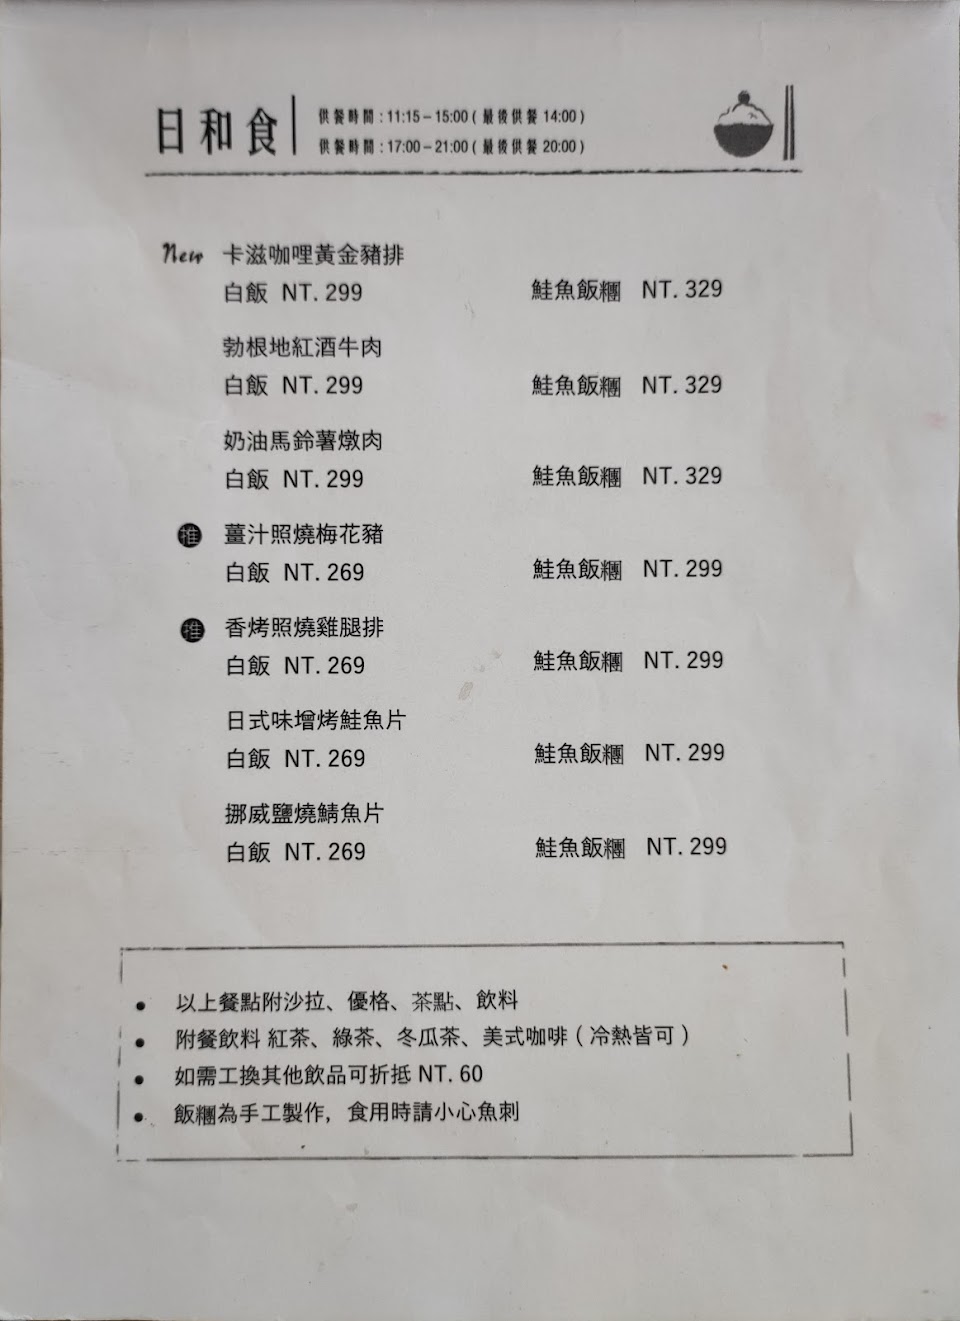 日和食
供餐時間：11:15－15:00（最後供餐 14:00）
供餐時間：17:00－21:00（最後供餐 20:00）
New 卡滋咖哩黃金豬排
白飯 NT. 299 鮭魚飯糰 NT. 329
勃根地紅酒牛肉
白飯 NT. 299 鮭魚飯糰 NT. 329
奶油馬鈴薯燉肉
白飯 NT. 299 鮭魚飯糰 NT. 329
推 薑汁照燒梅花豬
白飯 NT. 269 鮭魚飯糰 NT. 299
推 香烤照燒雞腿排
白飯 NT. 269 鮭魚飯糰 NT. 299
日式味增烤鮭魚片
白飯 NT. 269 鮭魚飯糰 NT. 299
挪威鹽燒鯖魚片
白飯 NT. 269 鮭魚飯糰 NT. 299
● 以上餐點附沙拉、優格、茶點、飲料
● 附餐飲料 紅茶、綠茶、冬瓜茶、美式咖啡（冷熱皆可）
● 如需工換其他飲品可折抵 NT. 60
● 飯糰為手工製作，食用時請小心魚刺